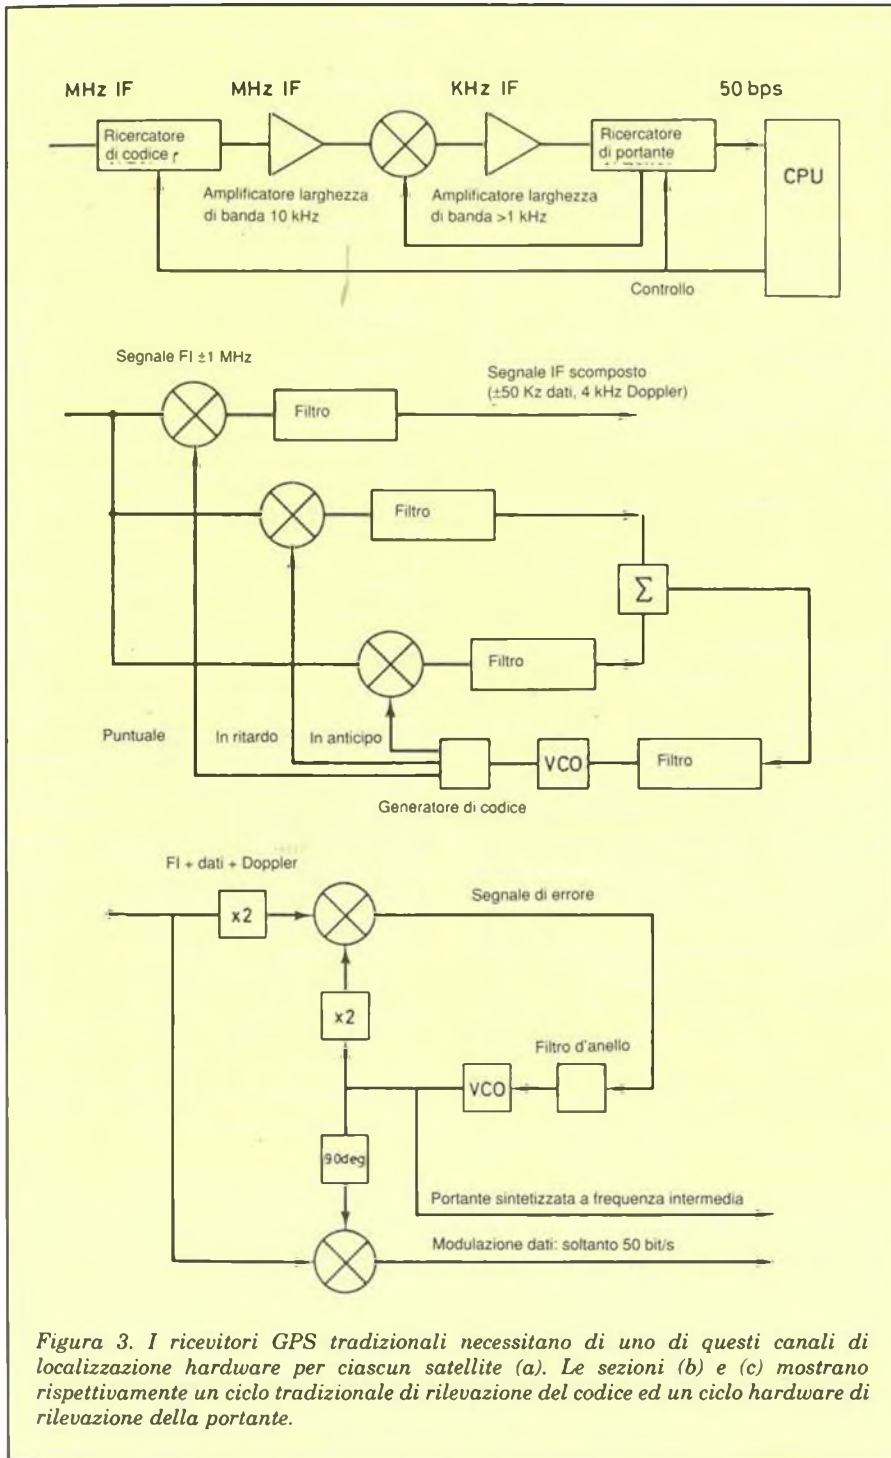 MHz IF
MHz IF
KHz IF
50 bps
Ricercatore
di codice
Ricercatore
di portante
CPU
Amplificatore larghezza
di banda 10 kHz
Amplificatore larghezza
di banda >1 kHz
Controllo
Segnale FI ±1 MHz
Segnale IF scomposto
(±50 Kz dati, 4 kHz Doppler)
Filtro
Filtro
Σ
Filtro
Puntuale
In ritardo
In anticipo
VCO
Filtro
Generatore di codice
FI + dati + Doppler
Segnale di errore
x2
x2
Filtro d'anello
VCO
90deg
Portante sintetizzata a frequenza intermedia
Modulazione dati: soltanto 50 bit/s
Figura 3. I ricevitori GPS tradizionali necessitano di uno di questi canali di
localizzazione hardware per ciascun satellite (a). Le sezioni (b) e (c) mostrano
rispettivamente un ciclo tradizionale di rilevazione del codice ed un ciclo hardware di
rilevazione della portante.